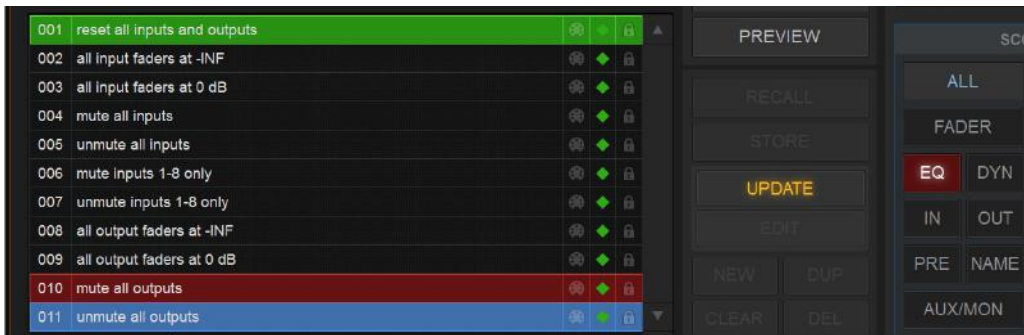 001 reset all inputs and outputs
002 all input faders at -INF
003 all input faders at 0 dB
004 mute all inputs
005 unmute all inputs
006 mute inputs 1-8 only
007 unmute inputs 1-8 only
008 all output faders at -INF
009 all output faders at 0 dB
010 mute all outputs
011 unmute all outputs
PREVIEW
RECALL
STORE
UPDATE
EDIT
NEW DUP
CLEAR DEL
ALL
FADER
EQ DYN
IN OUT
PRE NAME
AUX/MON